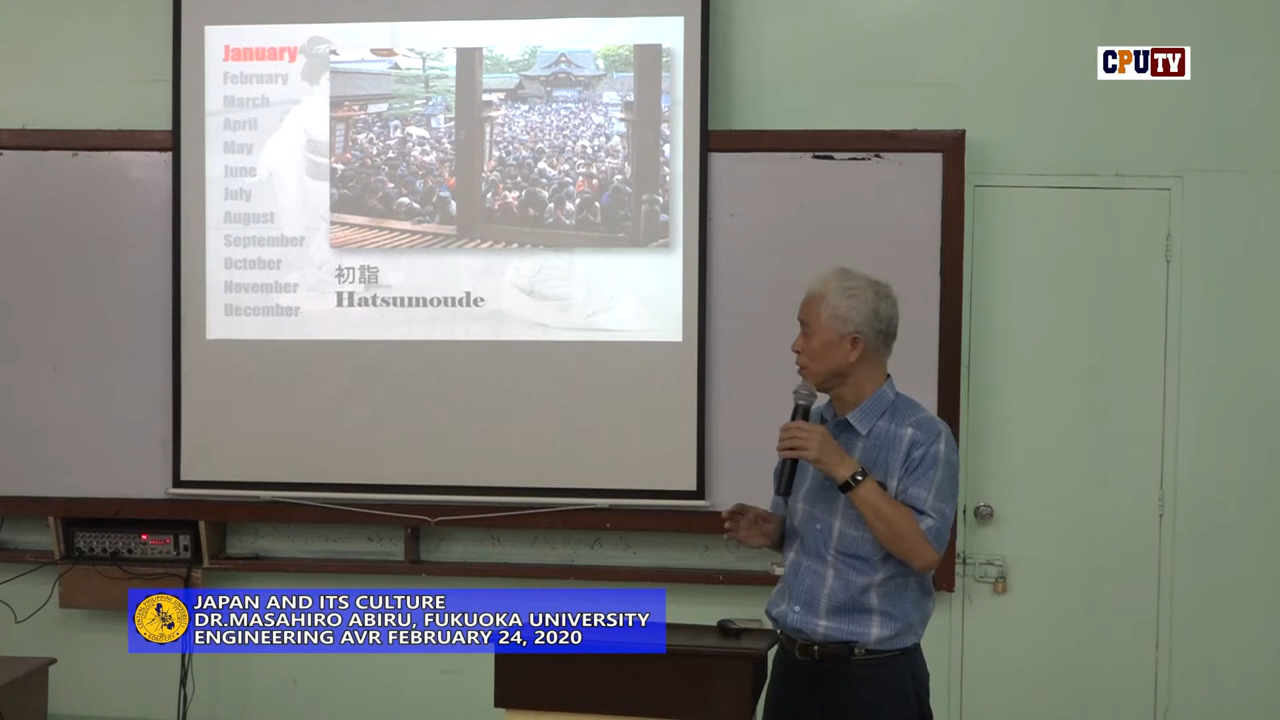 January
February
March
April
May
June
July
August
September
October
November
December
初詣
Hatsumoude
CPUTV
JAPAN AND ITS CULTURE
DR.MASAHIRO ABIRU, FUKUOKA UNIVERSITY
ENGINEERING AVR FEBRUARY 24, 2020